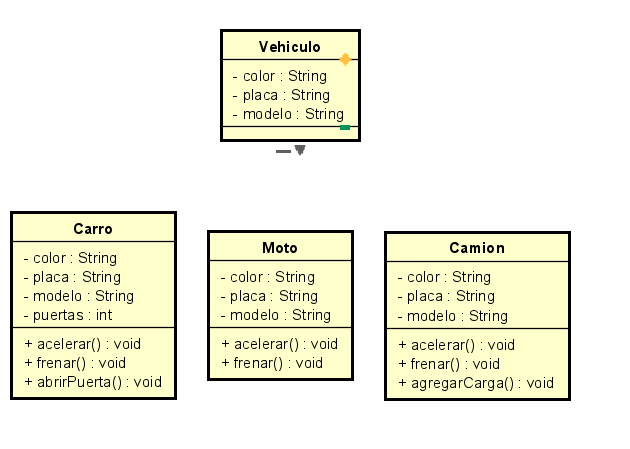 Vehiculo
- color : String
- placa : String
- modelo : String
Carro
- color : String
- placa : String
- modelo : String
- puertas : int
+ acelerar() : void
+ frenar() : void
+ abrirPuerta() : void
Moto
- color : String
- placa : String
- modelo : String
+ acelerar() : void
+ frenar() : void
Camion
- color : String
- placa : String
- modelo : String
+ acelerar() : void
+ frenar() : void
+ agregarCarga() : void